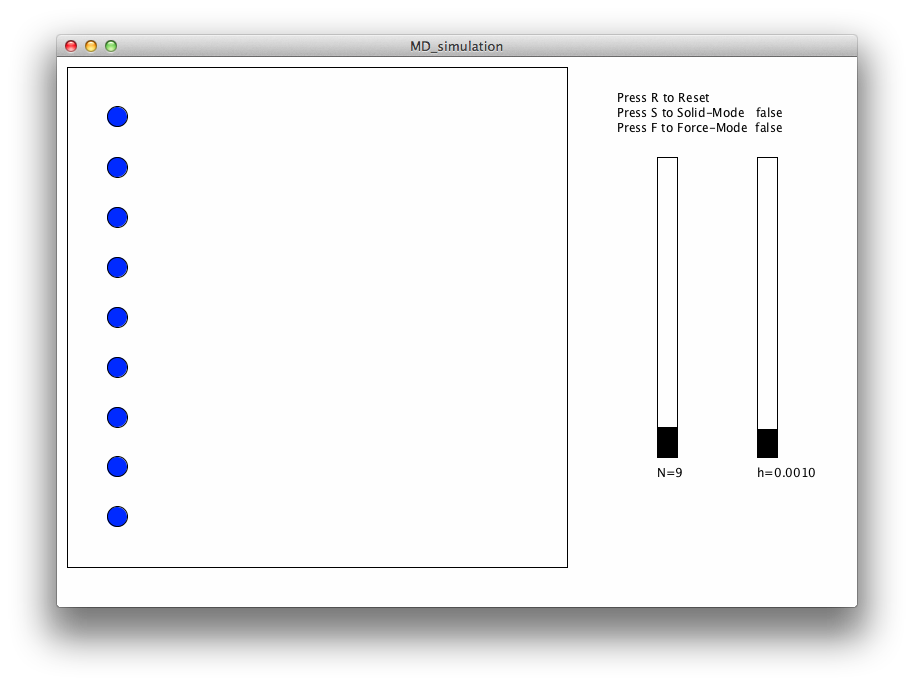 MD_simulation
Press R to Reset
Press S to Solid-Mode false
Press F to Force-Mode false
N=9
h=0.0010